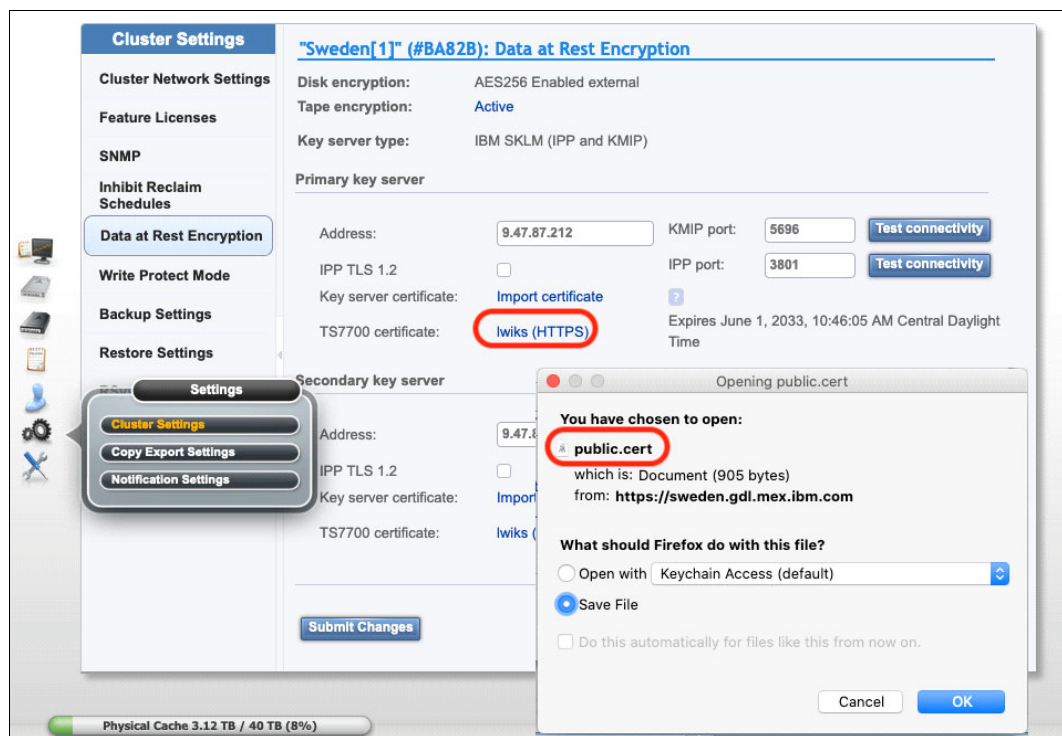 Cluster Settings
Cluster Network Settings
Feature Licenses
SNMP
Inhibit Reclaim
Schedules
Data at Rest Encryption
Write Protect Mode
Backup Settings
Restore Settings
Settings
Cluster Settings
Copy Export Settings
Notification Settings
"Sweden[1]" (#BA82B): Data at Rest Encryption
Disk encryption: AES256 Enabled external
Tape encryption: Active
Key server type: IBM SKLM (IPP and KMIP)
Primary key server
Address: 9.47.87.212 KMIP port: 5696 Test connectivity
IPP TLS 1.2 IPP port: 3801 Test connectivity
Key server certificate: Import certificate ?
TS7700 certificate: lwiks (HTTPS) Expires June 1, 2033, 10:46:05 AM Central Daylight
Time
Secondary key server
Address: 9.47.8
IPP TLS 1.2
Key server certificate: Impor
TS7700 certificate: lwiks (
Submit Changes
Opening public.cert
You have chosen to open:
public.cert
which is: Document (905 bytes)
from: https://sweden.gdl.mex.ibm.com
What should Firefox do with this file?
Open with Keychain Access (default)
Save File
Do this automatically for files like this from now on.
Cancel OK
Physical Cache 3.12 TB / 40 TB (8%)